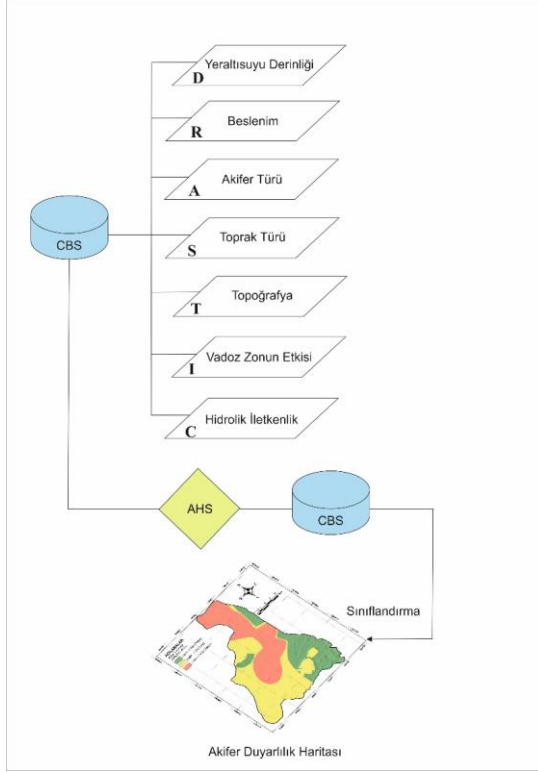 Yeraltısuyu Derinliği
D
Beslenim
R
Akifer Türü
A
CBS
Toprak Türü
S
Topoğrafya
T
Vadoz Zonun Etkisi
I
Hidrolik İletkenlik
C
AHS
CBS
Sınıflandırma
Akifer Duyarlılık Haritası